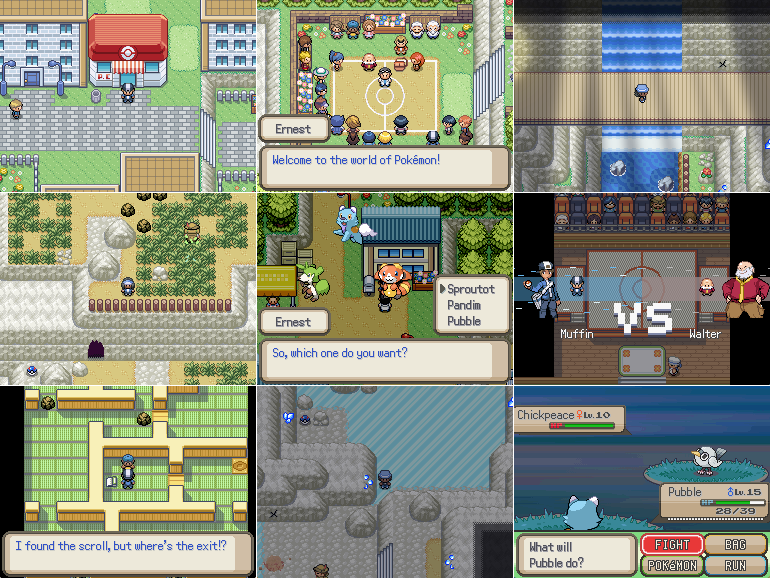 P.E
Ernest
Welcome to the world of Pokémon!
Ernest
Sproutot
Pandim
Pubble
So, which one do you want?
VS
Muffin
Walter
I found the scroll, but where's the exit!?
Chickpeace♀Lv.10
Pubble ♂Lv.15
HP
28/39
What will
Pubble do?
FIGHT
BAG
POKéMON
RUN